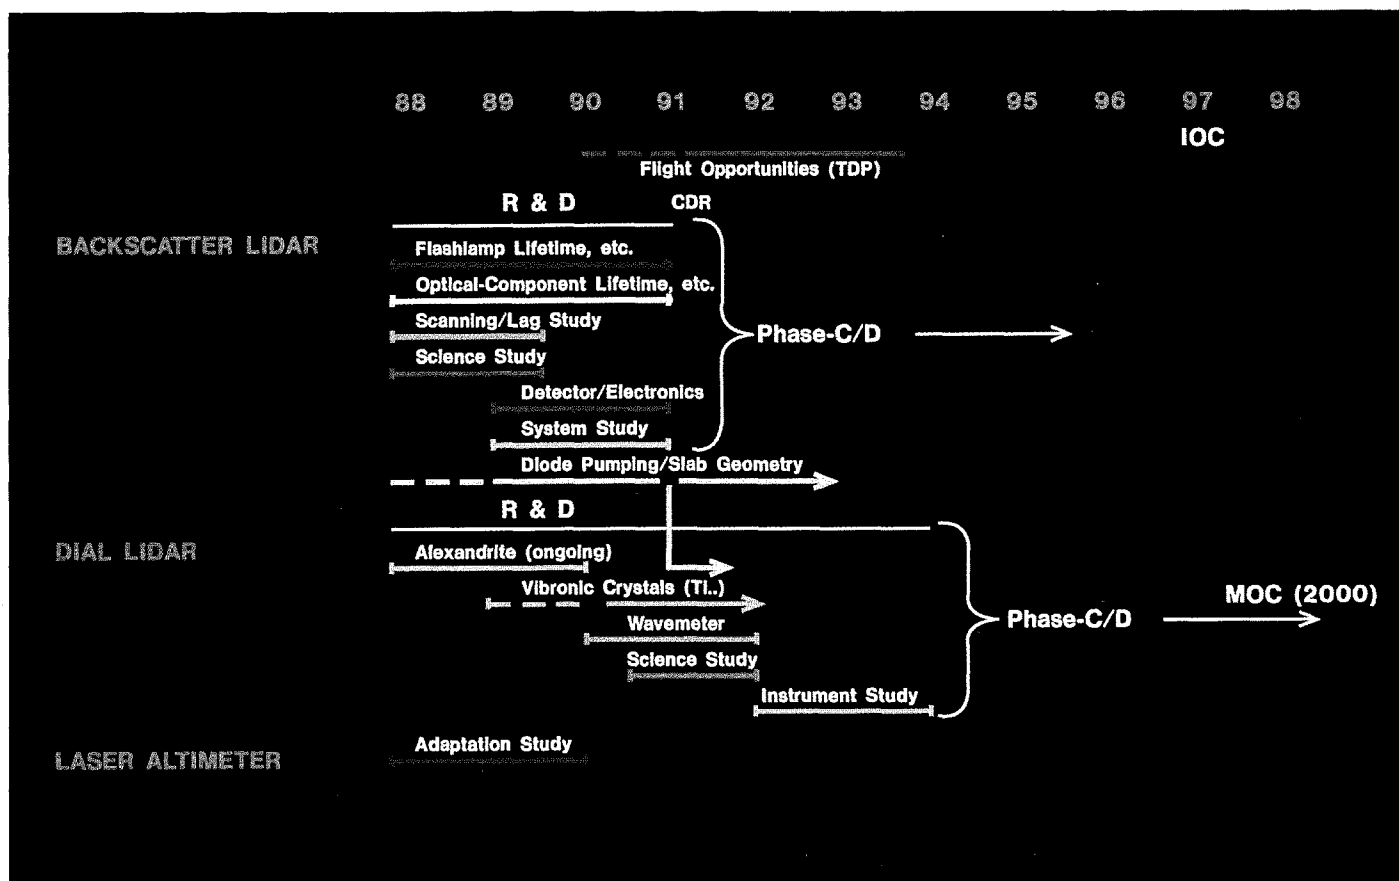 88 89 90 91 92 93 94 95 96 97 98
IOC
Flight Opportunities (TDP)
R & D CDR
BACKSCATTER LIDAR
Flashlamp Lifetime, etc.
Optical-Component Lifetime, etc.
Scanning/Lag Study
Phase-C/D
Science Study
Detector/Electronics
System Study
Diode Pumping/Slab Geometry
R & D
DIAL LIDAR
Alexandrite (ongoing)
Vibronic Crystals (Ti..)
MOC (2000)
Wavemeter
Phase-C/D
Science Study
Instrument Study
Adaptation Study
LASER ALTIMETER